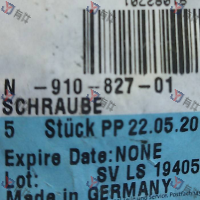 N -910-827-01
SCHRAUBE
5 Stück PP 22.05.20
Expire Date: NONE
Lot: SV LS 19405
Made in GERMANY